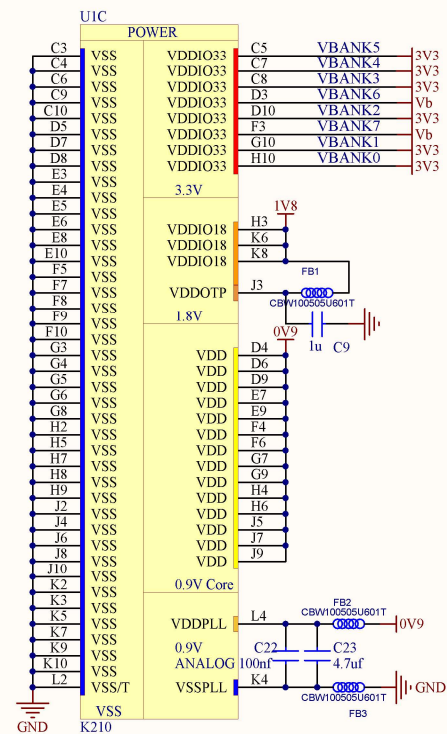 U1C
POWER
C3 VSS VDDIO33 C5 VBANK5 3V3
C4 VSS VDDIO33 C7 VBANK4 3V3
C6 VSS VDDIO33 C8 VBANK3 3V3
C9 VSS VDDIO33 D3 VBANK6 Vb
C10 VSS VDDIO33 D10 VBANK2 3V3
D5 VSS VDDIO33 F3 VBANK7 Vb
D7 VSS VDDIO33 G10 VBANK1 3V3
D8 VSS VDDIO33 H10 VBANK0 3V3
E3 VSS
E4 VSS 3.3V
E5 VSS 1V8
E6 VSS VDDIO18 H3
E8 VSS VDDIO18 K6
E10 VSS VDDIO18 K8
F5 VSS FB1
F7 VSS VDDOTP J3
CBW100505U601T
F8 VSS
F9 VSS 1.8V
F10 VSS 1u C9
0V9
G3 VSS VDD D4
G4 VSS VDD D6
G5 VSS VDD D9
G6 VSS VDD E7
G8 VSS VDD E9
H2 VSS VDD F4
H5 VSS VDD F6
H7 VSS VDD G7
H8 VSS VDD G9
H9 VSS VDD H4
J2 VSS VDD H6
J4 VSS VDD J5
J6 VSS VDD J7
J8 VSS VDD J9
J10 VSS
K2 VSS 0.9V Core
K3 VSS FB2
CBW100505U601T
K5 VSS VDDPLL L4 0V9
K7 VSS
K9 VSS 0.9V C22 C23
K10 VSS ANALOG 100nf 4.7uf
L2 VSS/T VSSPLL K4 GND
CBW100505U601T
GND VSS FB3
K210